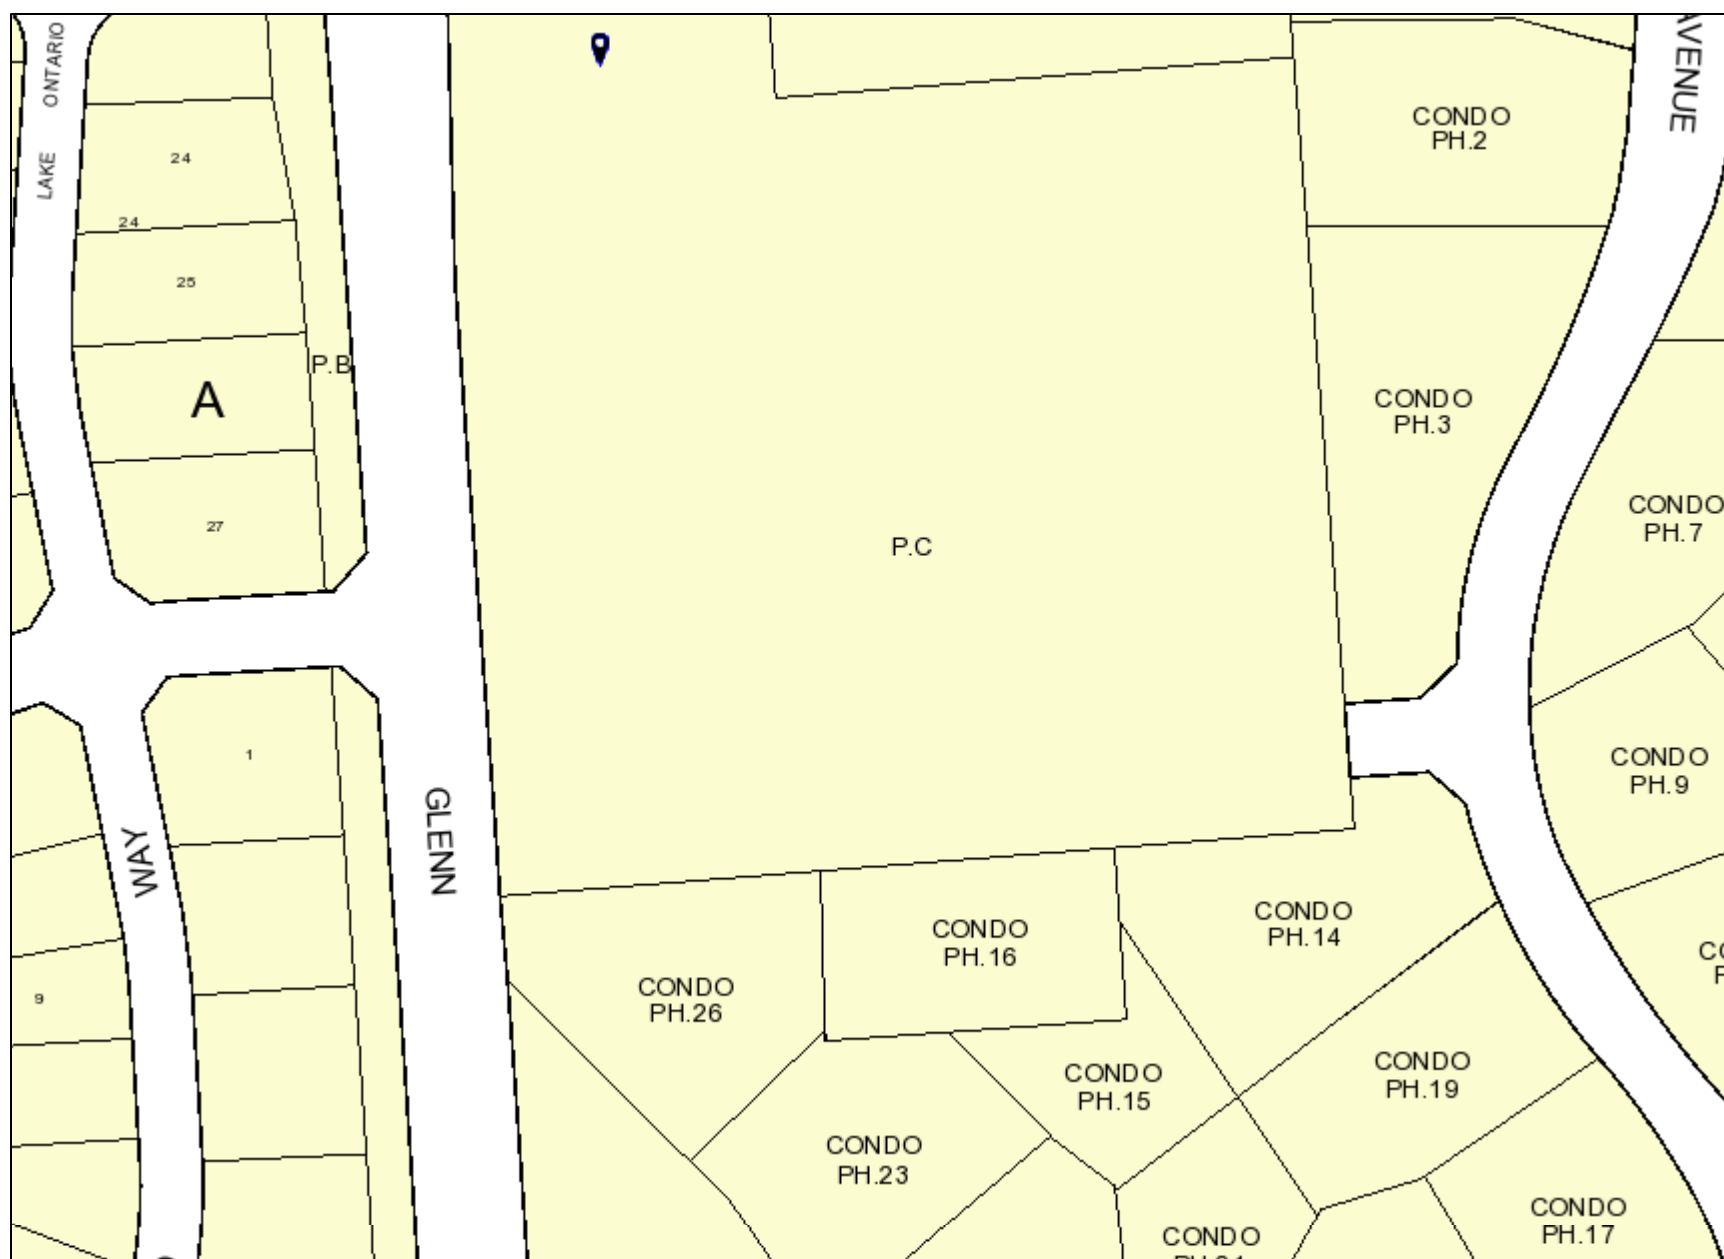 LAKE ONTARIO
AVENUE
CONDO
PH.2
24
24
25
P.B
A
CONDO
PH.3
27
P.C
CONDO
PH.7
1
CONDO
PH.9
GLENN
WAY
CONDO
PH.14
CONDO
PH.16
9
CONDO
PH.26
CONDO
PH.15
CONDO
PH.19
CONDO
PH.23
CONDO
PH.17
CONDO